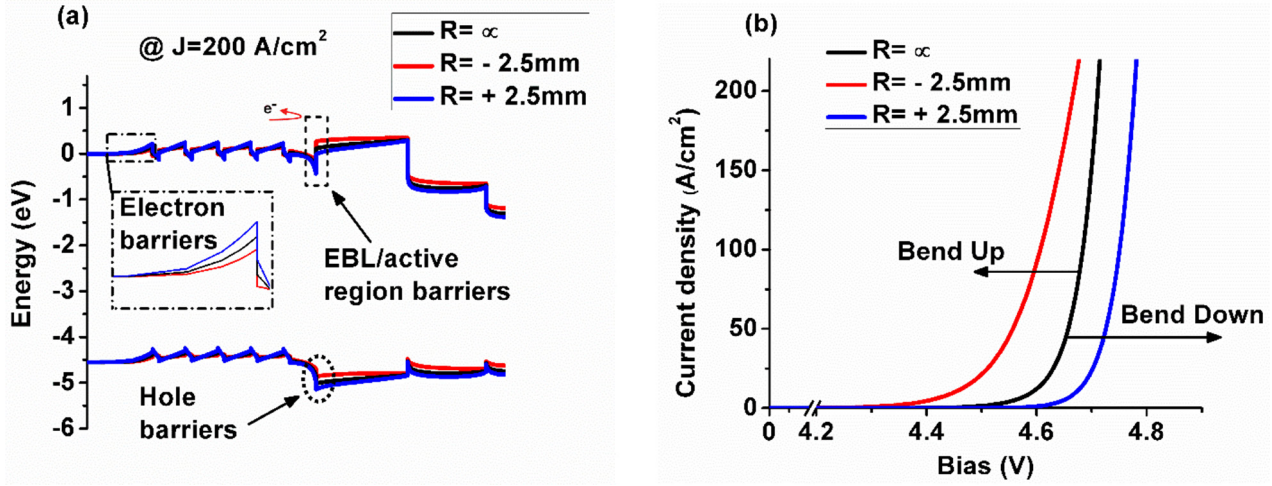 (a)
@ J=200 A/cm²
R= ∝
R= - 2.5mm
R= + 2.5mm
e⁻
1
0
-1
-2
-3
-4
-5
-6
Energy (eV)
Electron
barriers
EBL/active
region barriers
Hole
barriers
(b)
R= ∝
R= - 2.5mm
R= + 2.5mm
200
150
100
50
0
Current density (A/cm²)
Bend Up
Bend Down
0
4.2
4.4
4.6
4.8
Bias (V)